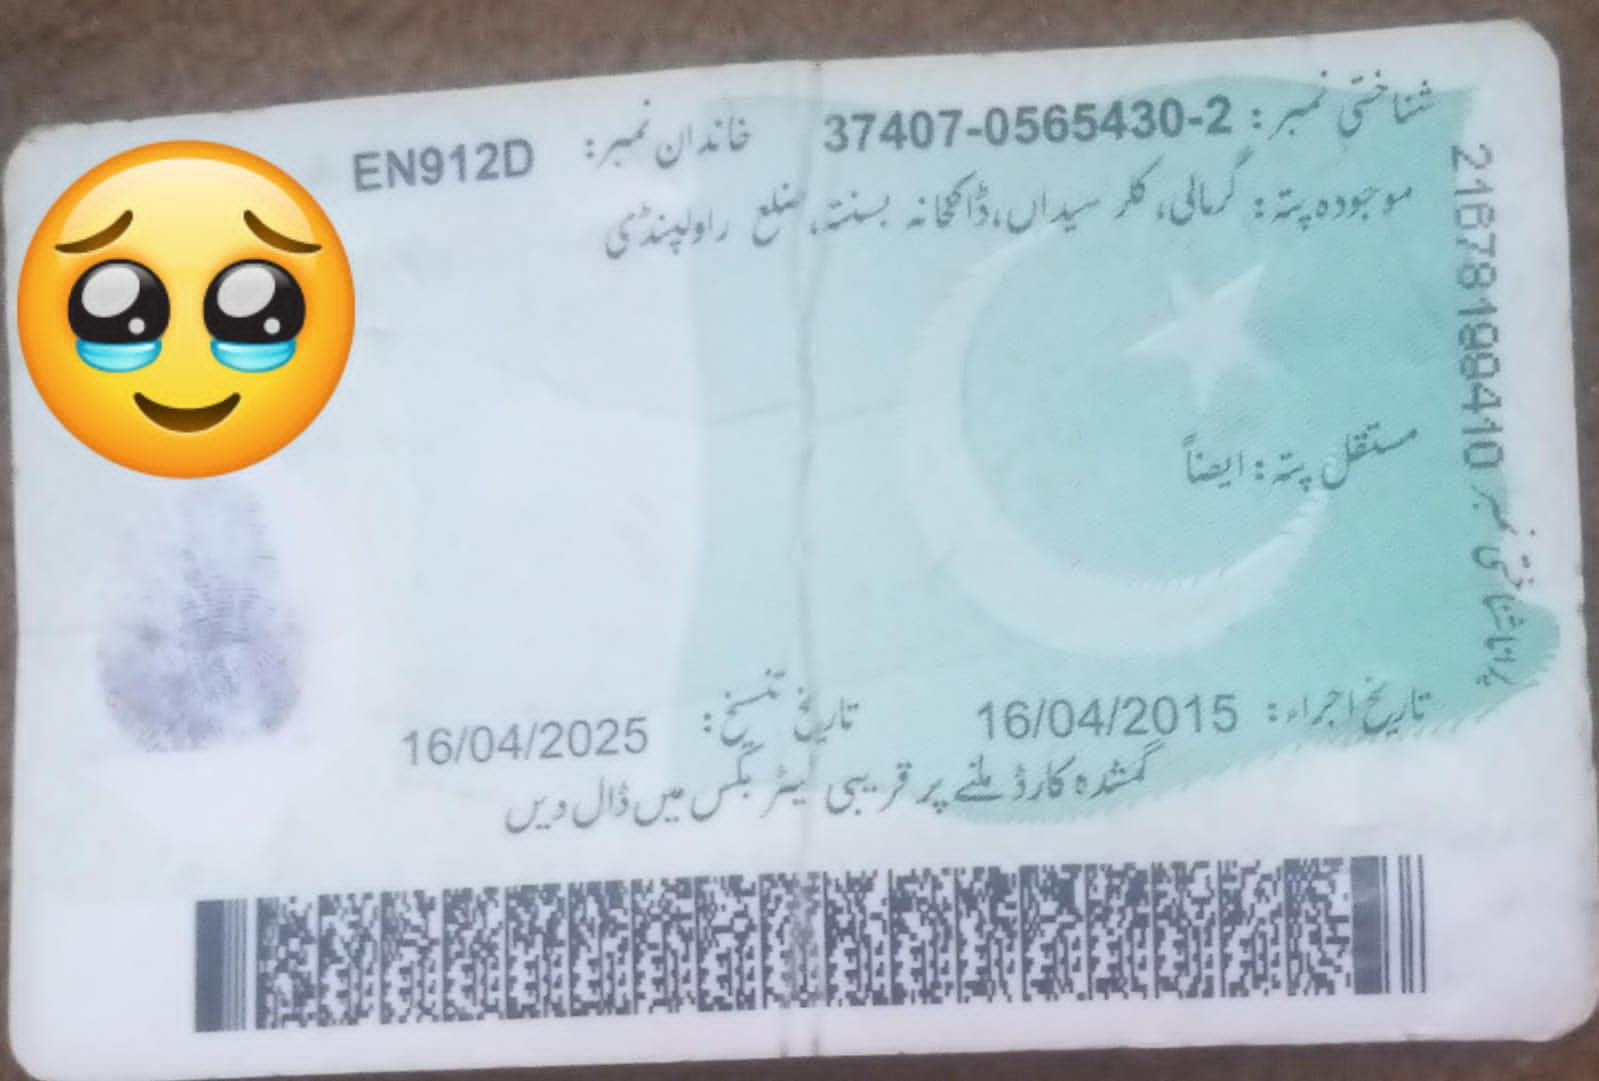 شناختی نمبر: 37407-0565430-2 خاندان نمبر: EN912D
موجودہ پتہ: گرمالی، کلر سیداں، ڈاکخانہ بسنتہ، ضلع راولپنڈی
مستقل پتہ: ایضاً
تاریخ اجراء: 16/04/2015 تاریخ تنسیخ: 16/04/2025
گمشدہ کارڈ ملنے پر قریبی لیٹر بکس میں ڈال دیں
پرانا شناختی نمبر